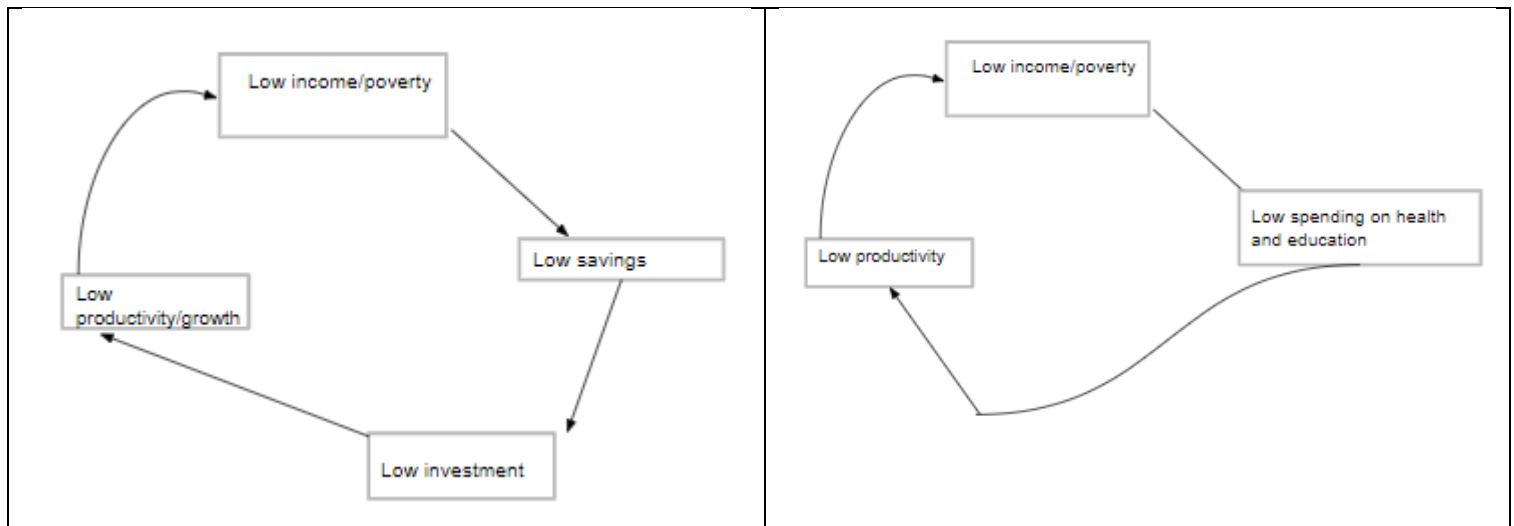 Low income/poverty
Low savings
Low investment
Low
productivity/growth
Low income/poverty
Low spending on health
and education
Low productivity